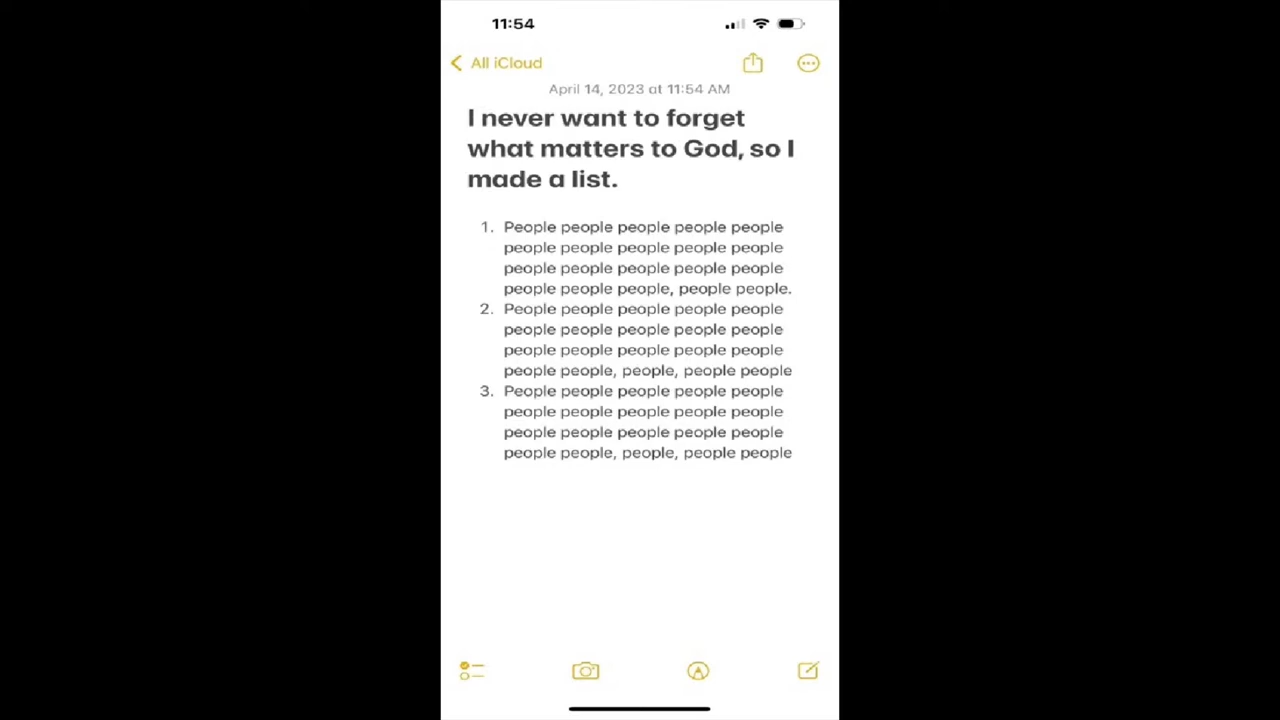 11:54
All iCloud
April 14, 2023 at 11:54 AM
I never want to forget
what matters to God, so I
made a list.
1. People people people people people
people people people people people
people people people people people
people people people, people people.
2. People people people people people
people people people people people
people people people people people
people people, people, people people
3. People people people people people
people people people people people
people people people people people
people people, people, people people